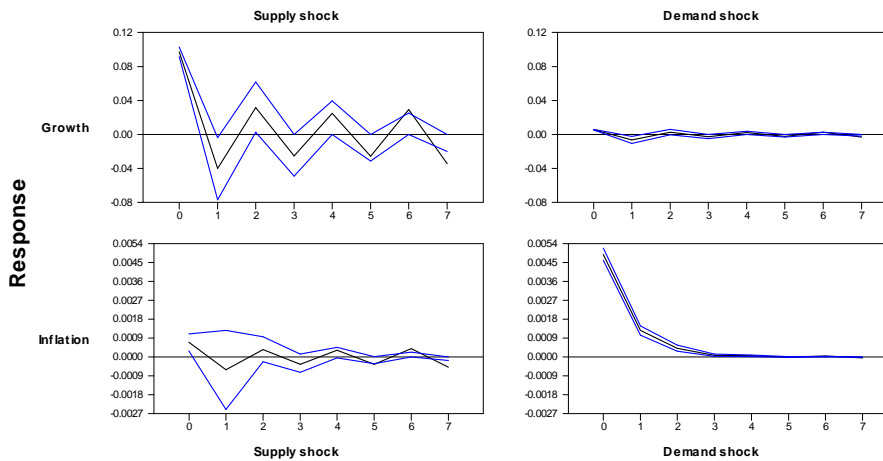 Supply shock
Demand shock
0.12
0.08
0.04
0.00
-0.04
-0.08
Growth
0 1 2 3 4 5 6 7
0.12
0.08
0.04
0.00
-0.04
-0.08
0 1 2 3 4 5 6 7
Response
0.0054
0.0045
0.0036
0.0027
0.0018
0.0009
0.0000
-0.0009
-0.0018
-0.0027
Inflation
0 1 2 3 4 5 6 7
0.0054
0.0045
0.0036
0.0027
0.0018
0.0009
0.0000
-0.0009
-0.0018
-0.0027
0 1 2 3 4 5 6 7
Supply shock
Demand shock